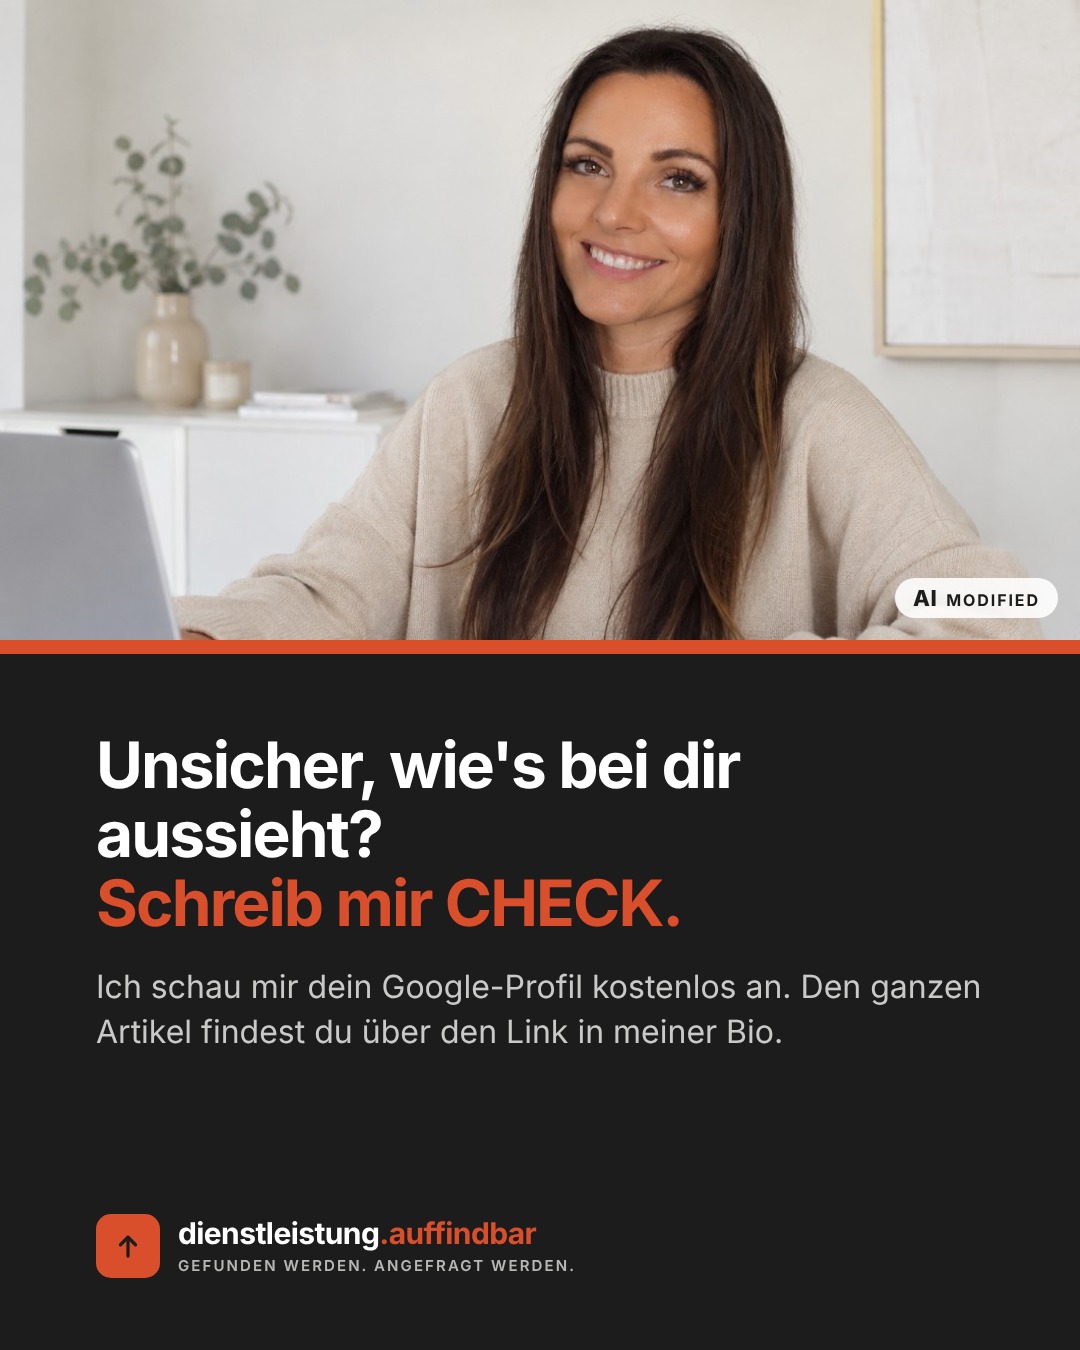 AI MODIFIED
Unsicher, wie's bei dir
aussieht?
Schreib mir CHECK.
Ich schau mir dein Google-Profil kostenlos an. Den ganzen
Artikel findest du über den Link in meiner Bio.
dienstleistung.auffindbar
GEFUNDEN WERDEN. ANGEFRAGT WERDEN.